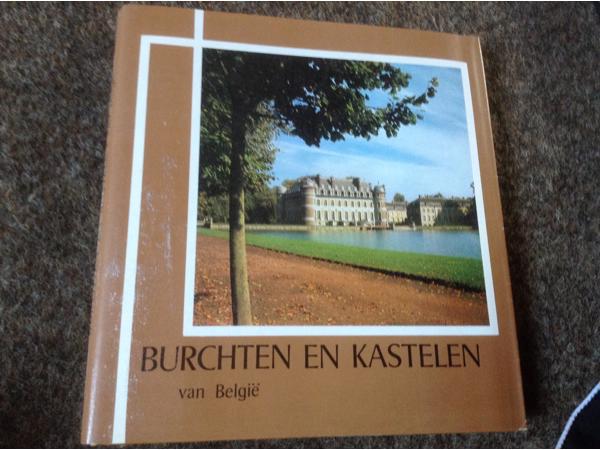 BURCHTEN EN KASTELEN
van België